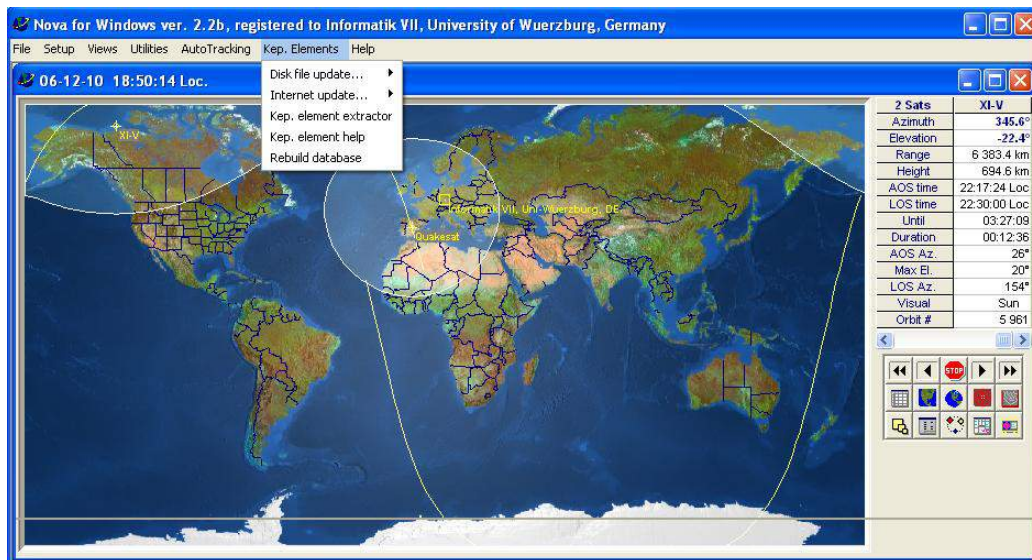 Nova for Windows ver. 2.2b, registered to Informatik VII, University of Wuerzburg, Germany
File Setup Views Utilities AutoTracking Kep. Elements Help
Disk file update...
Internet update...
Kep. element extractor
Kep. element help
Rebuild database
06-12-10 18:50:14 Loc.
XI-V
Informatik VII, Uni-Wuerzburg, DE
Quakesat
2 Sats XI-V
Azimuth 345.6°
Elevation -22.4°
Range 6 383.4 km
Height 694.6 km
AOS time 22:17:24 Loc
LOS time 22:30:00 Loc
Until 03:27:09
Duration 00:12:36
AOS Az. 26°
Max El. 20°
LOS Az. 154°
Visual Sun
Orbit # 5 961
STOP